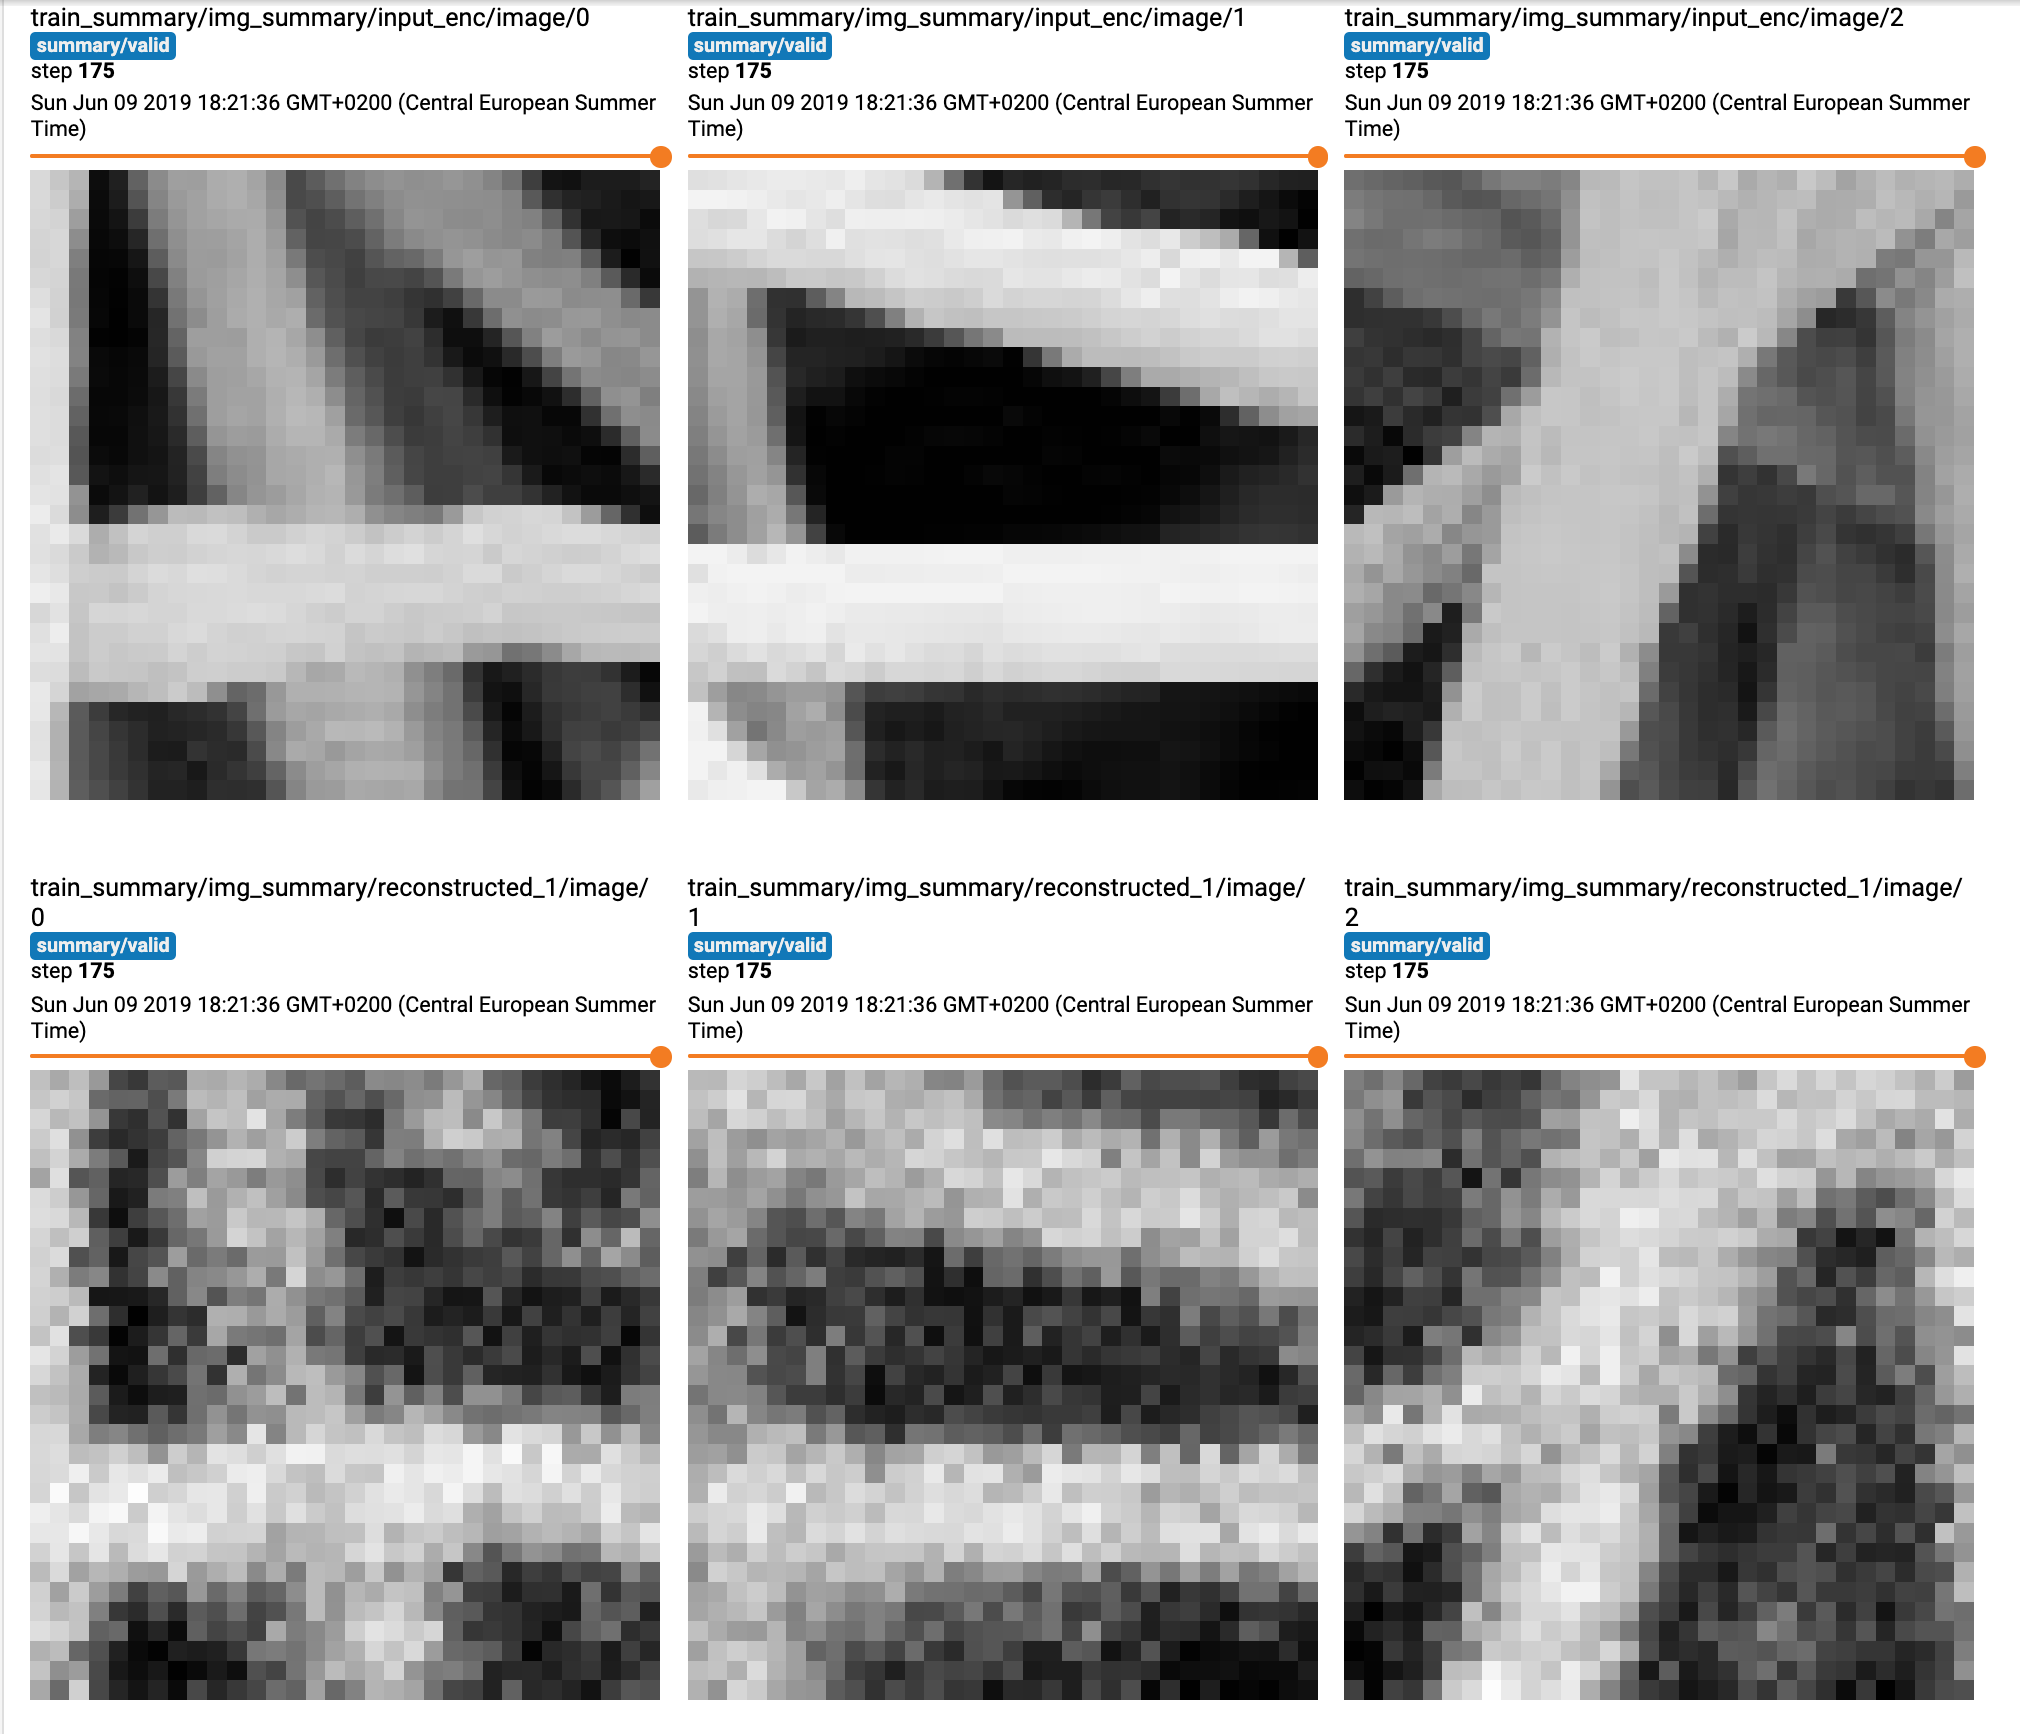 train_summary/img_summary/input_enc/image/0
summary/valid
step 175
Sun Jun 09 2019 18:21:36 GMT+0200 (Central European Summer
Time)
train_summary/img_summary/input_enc/image/1
summary/valid
step 175
Sun Jun 09 2019 18:21:36 GMT+0200 (Central European Summer
Time)
train_summary/img_summary/input_enc/image/2
summary/valid
step 175
Sun Jun 09 2019 18:21:36 GMT+0200 (Central European Summer
Time)
train_summary/img_summary/reconstructed_1/image/
0
summary/valid
step 175
Sun Jun 09 2019 18:21:36 GMT+0200 (Central European Summer
Time)
train_summary/img_summary/reconstructed_1/image/
1
summary/valid
step 175
Sun Jun 09 2019 18:21:36 GMT+0200 (Central European Summer
Time)
train_summary/img_summary/reconstructed_1/image/
2
summary/valid
step 175
Sun Jun 09 2019 18:21:36 GMT+0200 (Central European Summer
Time)